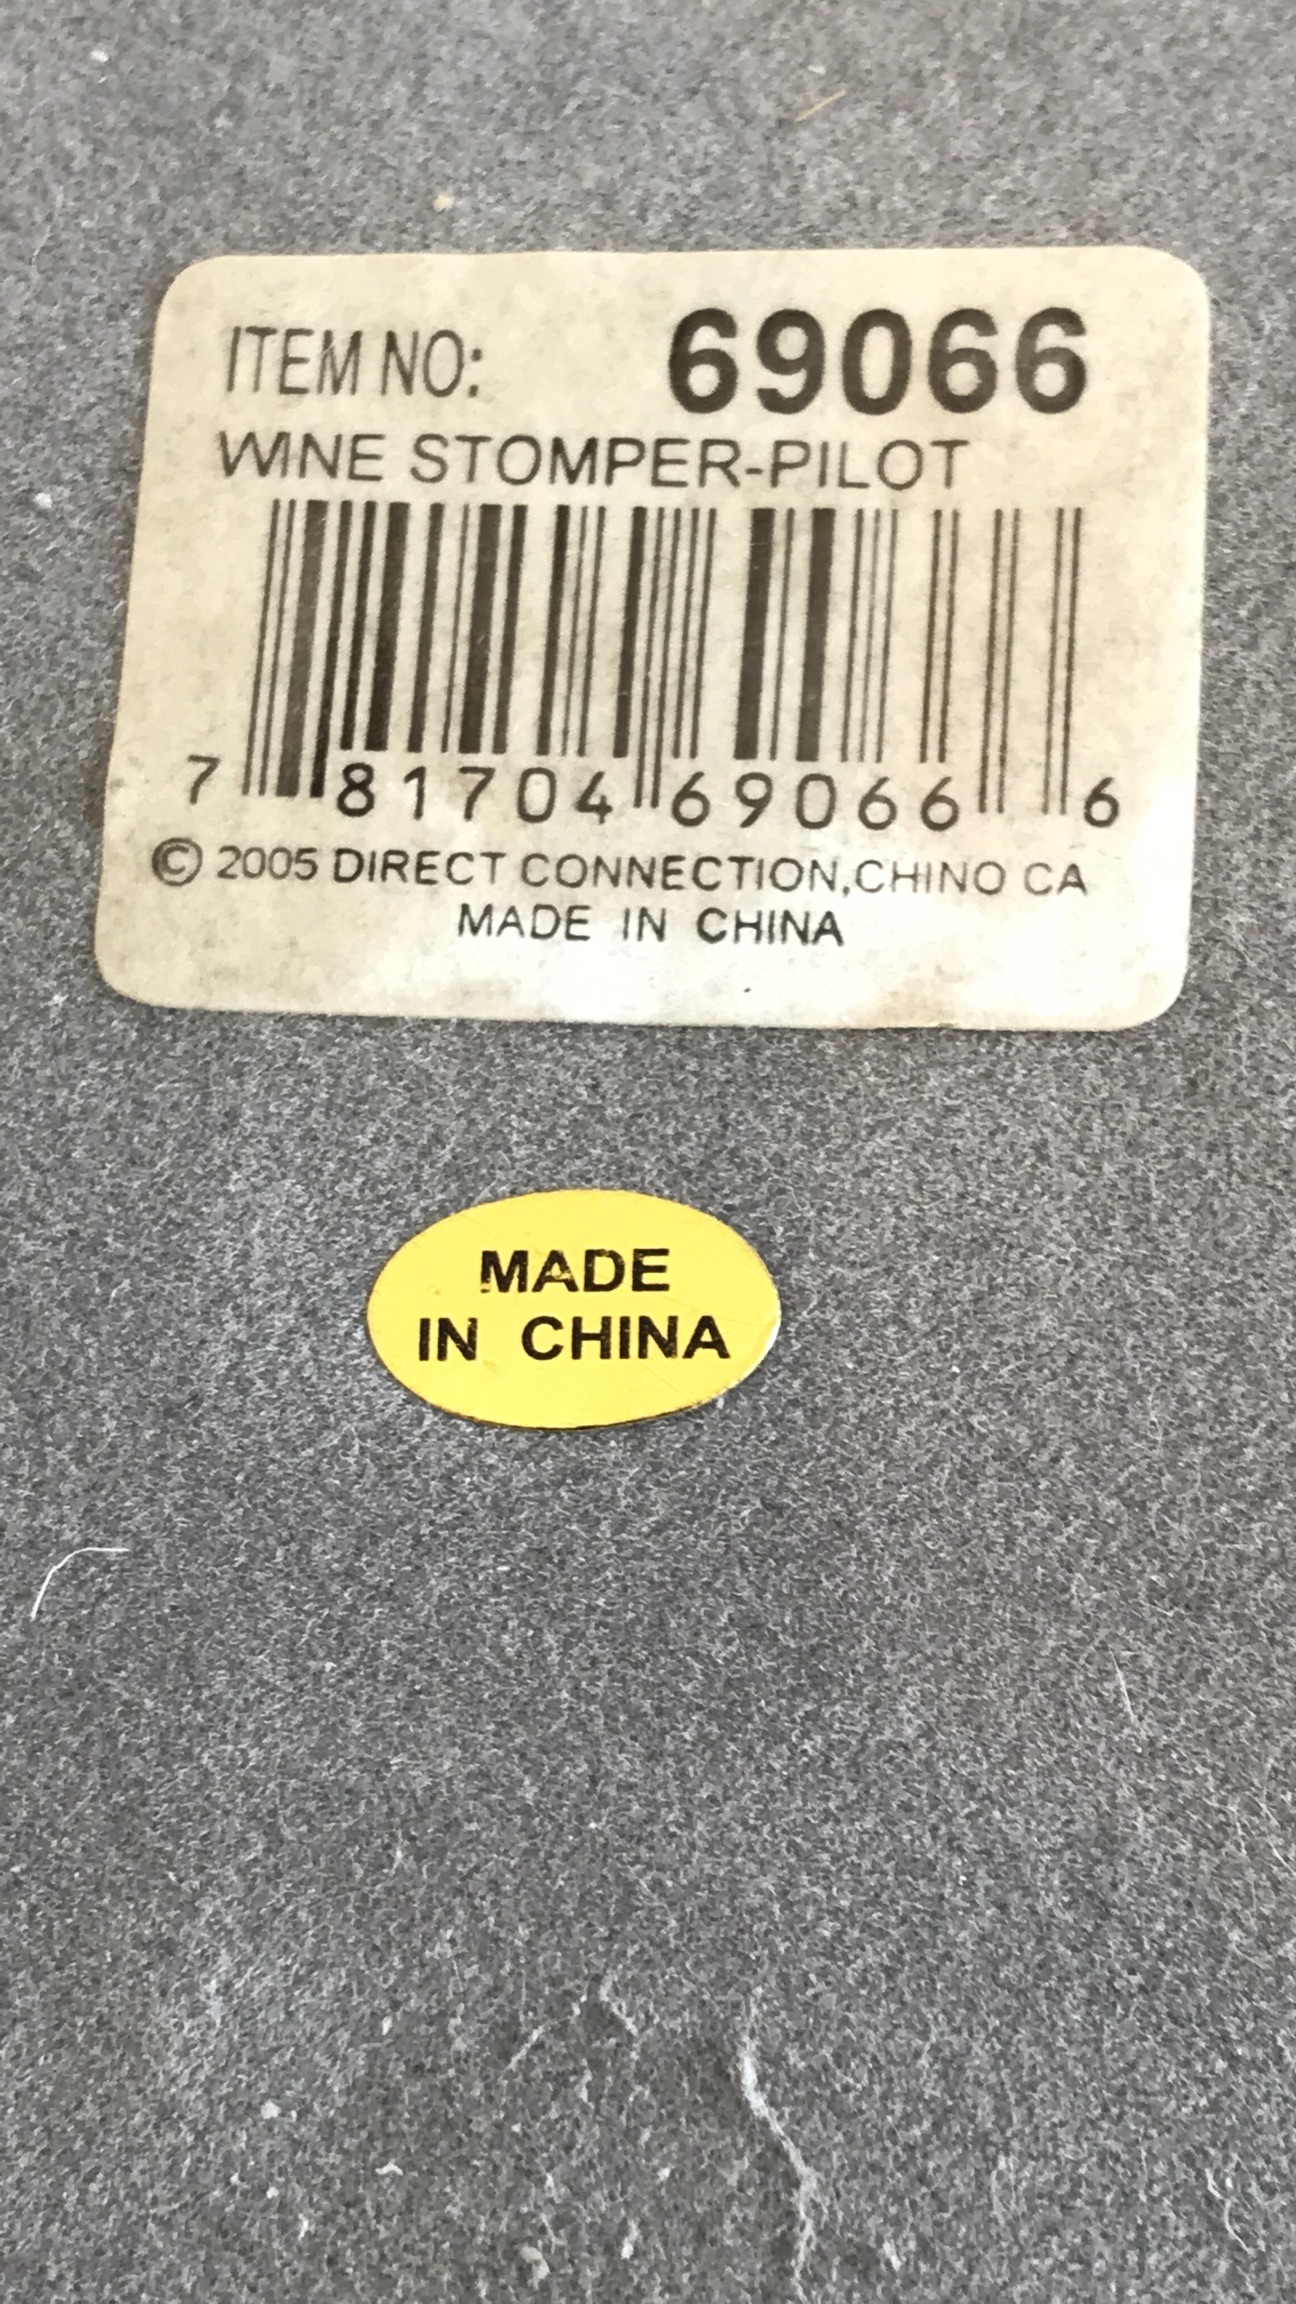 ITEM NO: 69066
WINE STOMPER-PILOT
7 81704 69066 6
© 2005 DIRECT CONNECTION,CHINO CA
MADE IN CHINA
MADE
IN CHINA